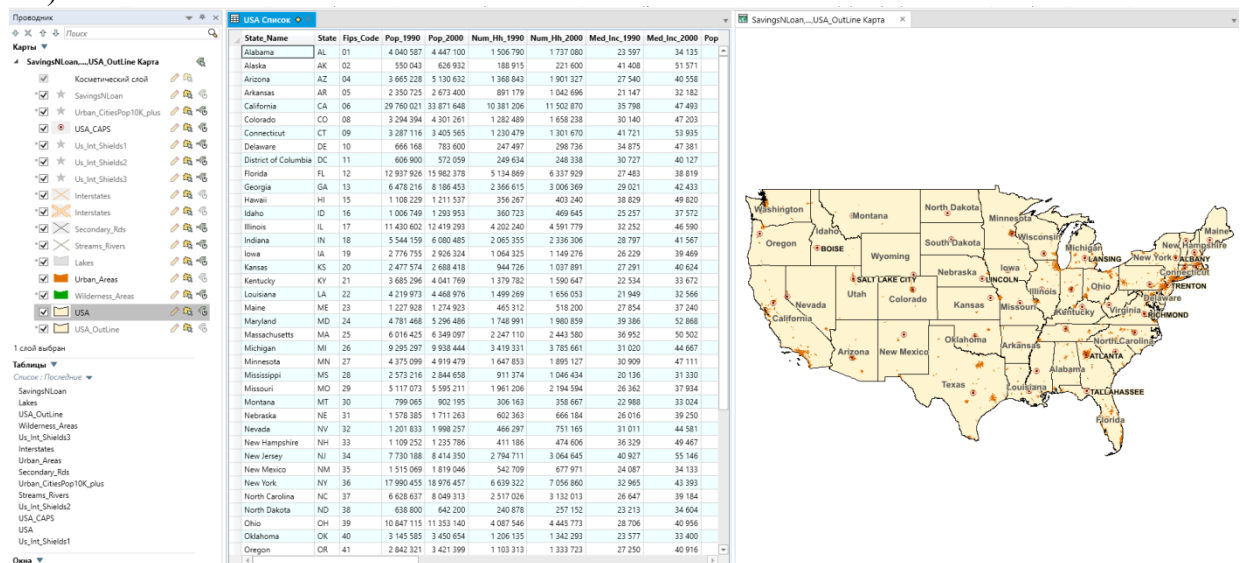 Проводник
Поиск
Карты
SavingsNLoan,...,USA_OutLine Карта
Косметический слой
SavingsNLoan
Urban_CitiesPop10K_plus
USA_CAPS
Us_Int_Shields1
Us_Int_Shields2
Us_Int_Shields3
Interstates
Interstates
Secondary_Rds
Streams_Rivers
Lakes
Urban_Areas
Wilderness_Areas
USA
USA_OutLine
1 слой выбран
Таблицы
Список : Последние
SavingsNLoan
Lakes
USA_OutLine
Wilderness_Areas
Us_Int_Shields3
Interstates
Urban_Areas
Secondary_Rds
Urban_CitiesPop10K_plus
Streams_Rivers
Us_Int_Shields2
USA_CAPS
USA
Us_Int_Shields1
Окна
USA Список
State_Name State Fips_Code Pop_1990 Pop_2000 Num_Hh_1990 Num_Hh_2000 Med_Inc_1990 Med_Inc_2000 Pop
Alabama AL 01 4 040 587 4 447 100 1 506 790 1 737 080 23 597 34 135
Alaska AK 02 550 043 626 932 188 915 221 600 41 408 51 571
Arizona AZ 04 3 665 228 5 130 632 1 368 843 1 901 327 27 540 40 558
Arkansas AR 05 2 350 725 2 673 400 891 179 1 042 696 21 147 32 182
California CA 06 29 760 021 33 871 648 10 381 206 11 502 870 35 798 47 493
Colorado CO 08 3 294 394 4 301 261 1 282 489 1 658 238 30 140 47 203
Connecticut CT 09 3 287 116 3 405 565 1 230 479 1 301 670 41 721 53 935
Delaware DE 10 666 168 783 600 247 497 298 736 34 875 47 381
District of Columbia DC 11 606 900 572 059 249 634 248 338 30 727 40 127
Florida FL 12 12 937 926 15 982 378 5 134 869 6 337 929 27 483 38 819
Georgia GA 13 6 478 216 8 186 453 2 366 615 3 006 369 29 021 42 433
Hawaii HI 15 1 108 229 1 211 537 356 267 403 240 38 829 49 820
Idaho ID 16 1 006 749 1 293 953 360 723 469 645 25 257 37 572
Illinois IL 17 11 430 602 12 419 293 4 202 240 4 591 779 32 252 46 590
Indiana IN 18 5 544 159 6 080 485 2 065 355 2 336 306 28 797 41 567
Iowa IA 19 2 776 755 2 926 324 1 064 325 1 149 276 26 229 39 469
Kansas KS 20 2 477 574 2 688 418 944 726 1 037 891 27 291 40 624
Kentucky KY 21 3 685 296 4 041 769 1 379 782 1 590 647 22 534 33 672
Louisiana LA 22 4 219 973 4 468 976 1 499 269 1 656 053 21 949 32 566
Maine ME 23 1 227 928 1 274 923 465 312 518 200 27 854 37 240
Maryland MD 24 4 781 468 5 296 486 1 748 991 1 980 859 39 386 52 868
Massachusetts MA 25 6 016 425 6 349 097 2 247 110 2 443 580 36 952 50 502
Michigan MI 26 9 295 297 9 938 444 3 419 331 3 785 661 31 020 44 667
Minnesota MN 27 4 375 099 4 919 479 1 647 853 1 895 127 30 909 47 111
Mississippi MS 28 2 573 216 2 844 658 911 374 1 046 434 20 136 31 330
Missouri MO 29 5 117 073 5 595 211 1 961 206 2 194 594 26 362 37 934
Montana MT 30 799 065 902 195 306 163 358 667 22 988 33 024
Nebraska NE 31 1 578 385 1 711 263 602 363 666 184 26 016 39 250
Nevada NV 32 1 201 833 1 998 257 466 297 751 165 31 011 44 581
New Hampshire NH 33 1 109 252 1 235 786 411 186 474 606 36 329 49 467
New Jersey NJ 34 7 730 188 8 414 350 2 794 711 3 064 645 40 927 55 146
New Mexico NM 35 1 515 069 1 819 046 542 709 677 971 24 087 34 133
New York NY 36 17 990 455 18 976 457 6 639 322 7 056 860 32 965 43 393
North Carolina NC 37 6 628 637 8 049 313 2 517 026 3 132 013 26 647 39 184
North Dakota ND 38 638 800 642 200 240 878 257 152 23 213 34 604
Ohio OH 39 10 847 115 11 353 140 4 087 546 4 445 773 28 706 40 956
Oklahoma OK 40 3 145 585 3 450 654 1 206 135 1 342 293 23 577 33 400
Oregon OR 41 2 842 321 3 421 399 1 103 313 1 333 723 27 250 40 916
SavingsNLoan,...,USA_OutLine Карта
Washington
Montana
North Dakota
Minnesota
Maine
Oregon
Idaho
BOISE
Wyoming
South Dakota
Wisconsin
Michigan
LANSING
New York
ALBANY
New Hampshire
Connecticut
SALT LAKE CITY
Nebraska
LINCOLN
Iowa
Illinois
Ohio
TRENTON
Delaware
Nevada
Utah
Colorado
Kansas
Missouri
Kentucky
Virginia
RICHMOND
California
Arizona
New Mexico
Oklahoma
Arkansas
North Carolina
ATLANTA
Alabama
Texas
Louisiana
TALLAHASSEE
Florida